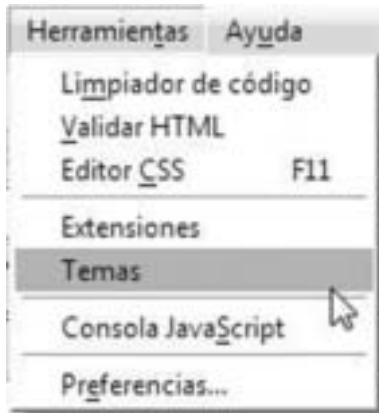 Herramientas Ayuda
Limpiador de código
Validar HTML
Editor CSS F11
Extensiones
Temas
Consola JavaScript
Preferencias...